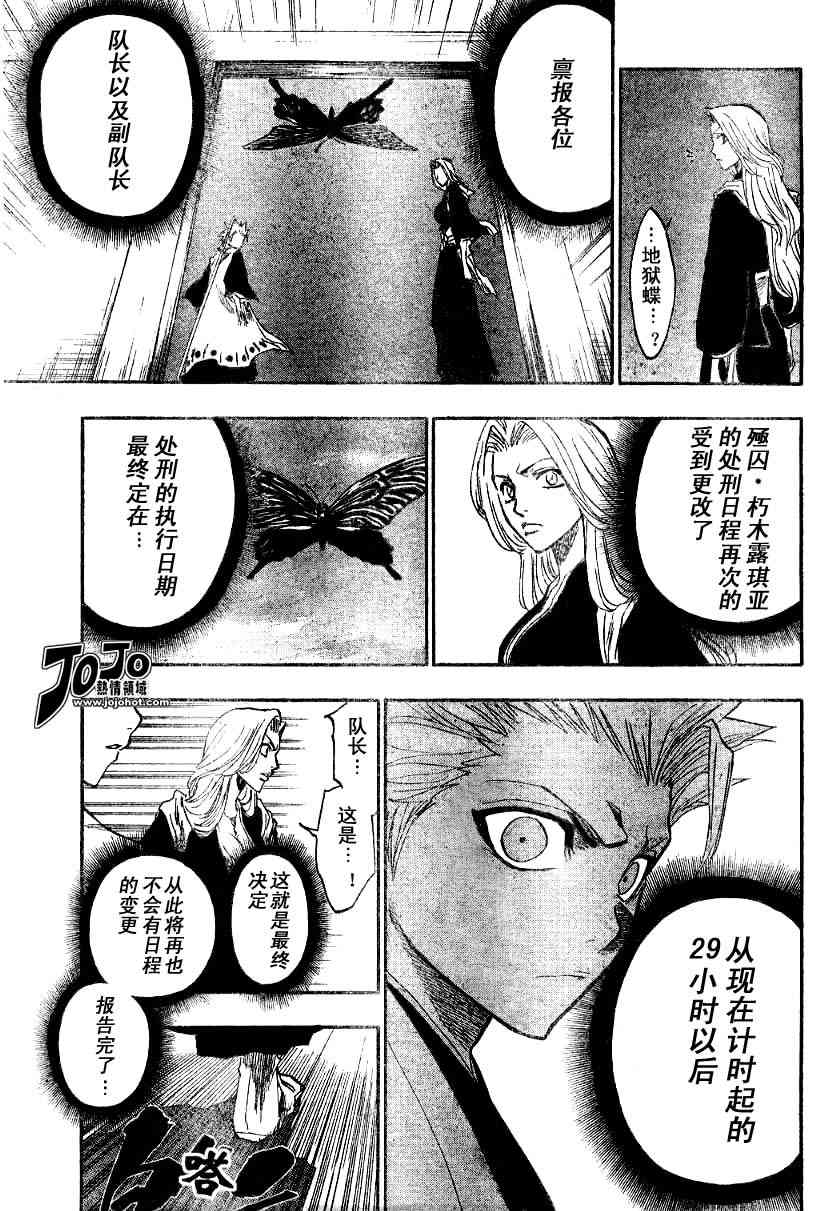 …地獄蝶…？
禀报各位
队长以及副队长
殛囚·朽木露琪亚
的处刑日程再次的
受到更改了
处刑的执行日期
最终定在…
从现在计时起的
29小时以后
队长
这是…！
这就是最终
决定
从此将再也
不会有日程
的变更
报告完了…
嗒
JOJO
熱情領域
www.jojohot.com